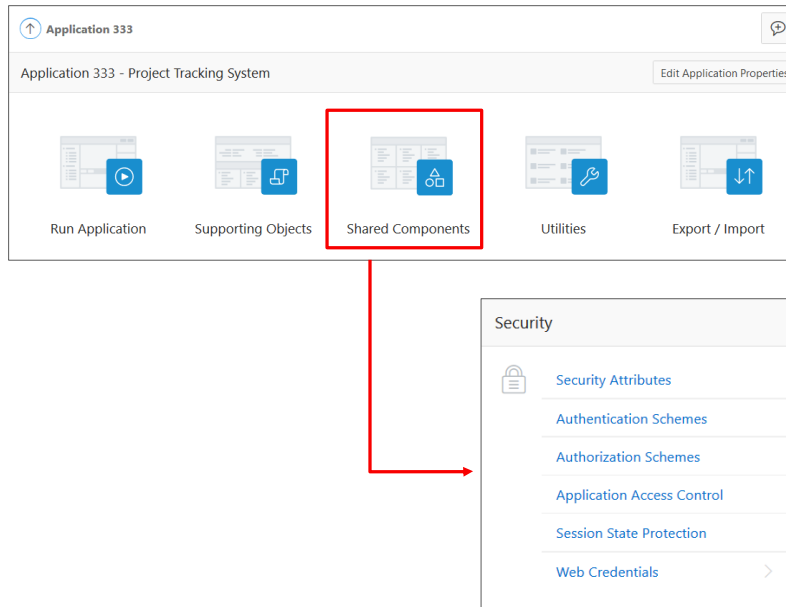 Application 333
Application 333 - Project Tracking System
Edit Application Properties
Run Application
Supporting Objects
Shared Components
Utilities
Export / Import
Security
Security Attributes
Authentication Schemes
Authorization Schemes
Application Access Control
Session State Protection
Web Credentials